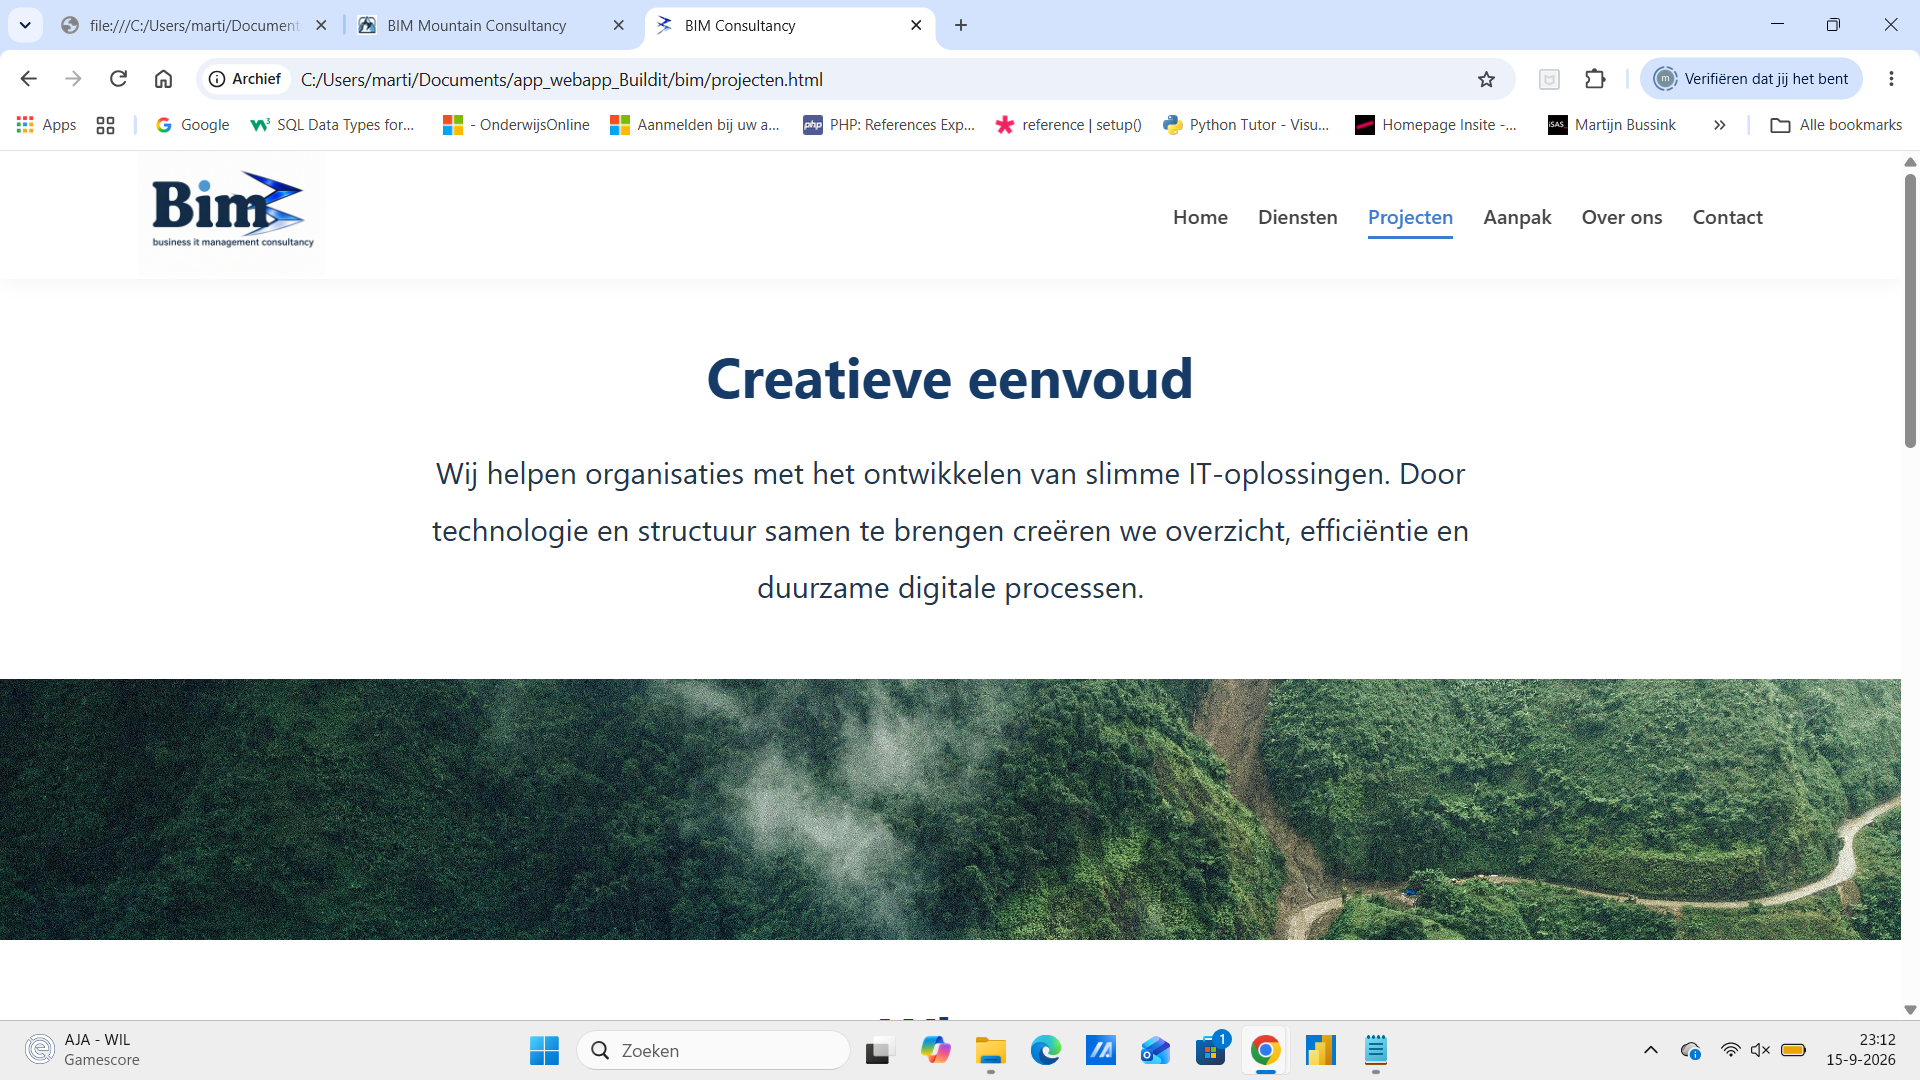 file:///C:/Users/marti/Document
BIM Mountain Consultancy
BIM Consultancy
Archief
C:/Users/marti/Documents/app_webapp_Buildit/bim/projecten.html
Verifiëren dat jij het bent
Apps
Google
SQL Data Types for...
- OnderwijsOnline
Aanmelden bij uw a...
PHP: References Exp...
reference | setup()
Python Tutor - Visu...
Homepage Insite -...
Martijn Bussink
Alle bookmarks
Bim
business it management consultancy
Home
Diensten
Projecten
Aanpak
Over ons
Contact
Creatieve eenvoud
Wij helpen organisaties met het ontwikkelen van slimme IT-oplossingen. Door
technologie en structuur samen te brengen creëren we overzicht, efficiëntie en
duurzame digitale processen.
AJA - WIL
Gamescore
Zoeken
1
23:12
15-9-2026